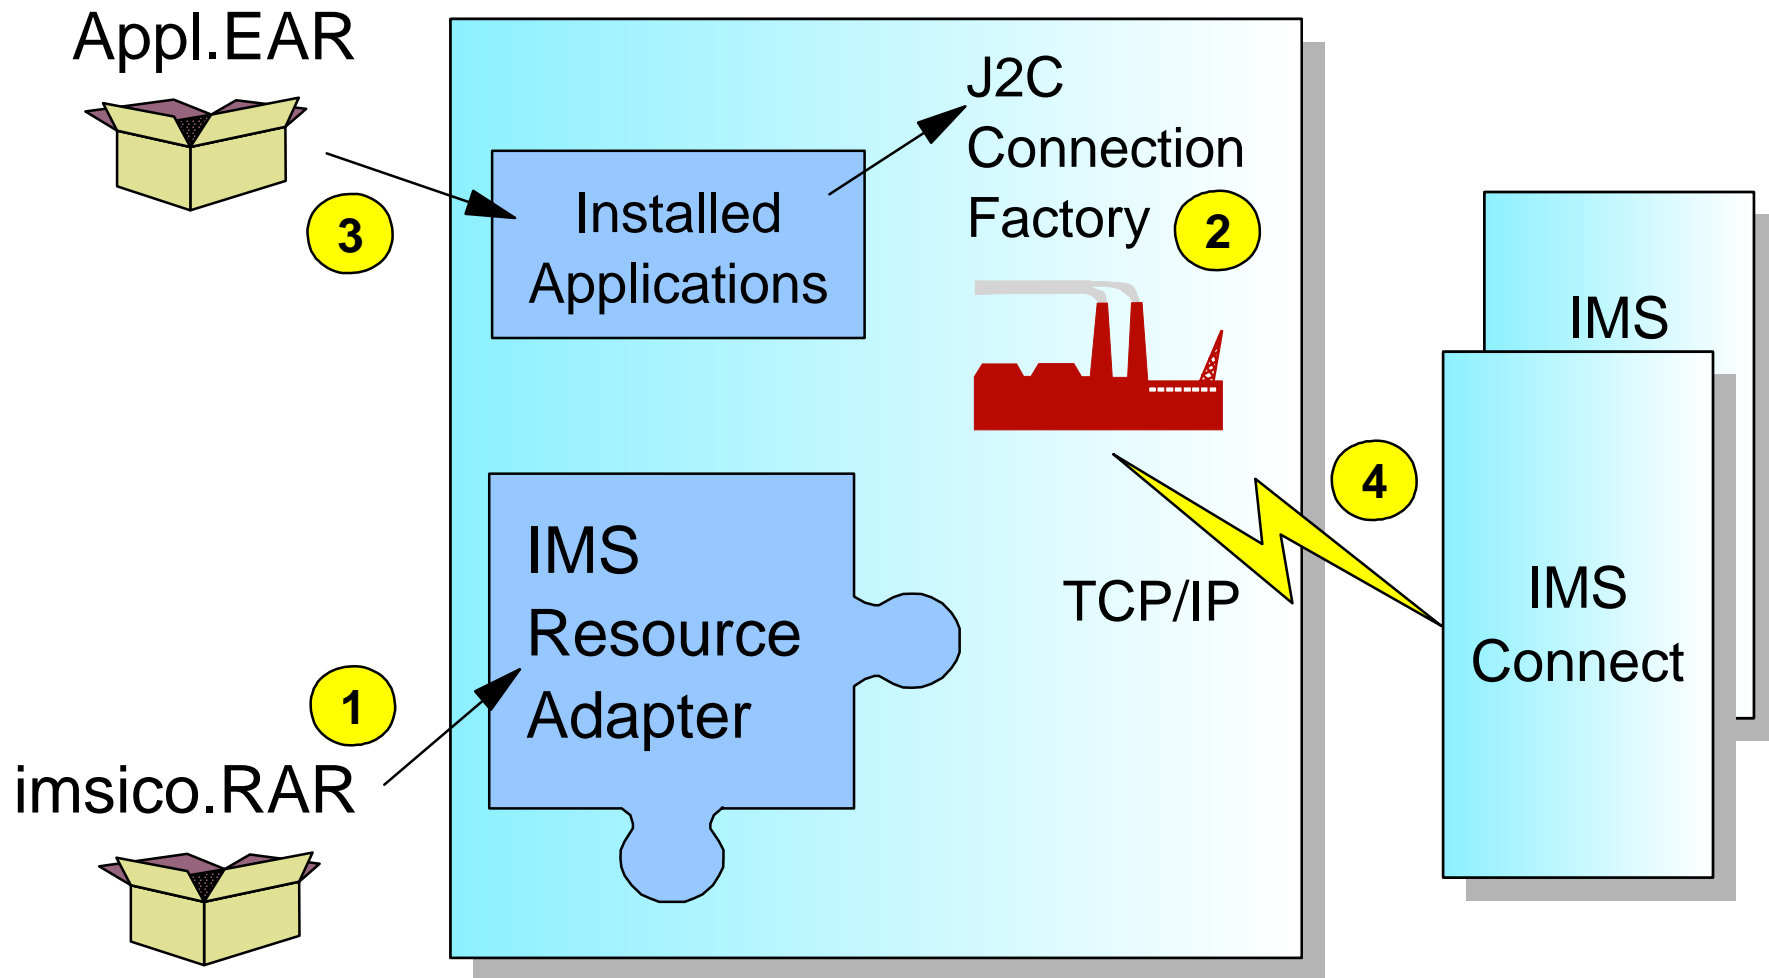 Appl.EAR
3
Installed
Applications
J2C
Connection
Factory
2
IMS
Resource
Adapter
1
imsico.RAR
TCP/IP
4
IMS
IMS
Connect